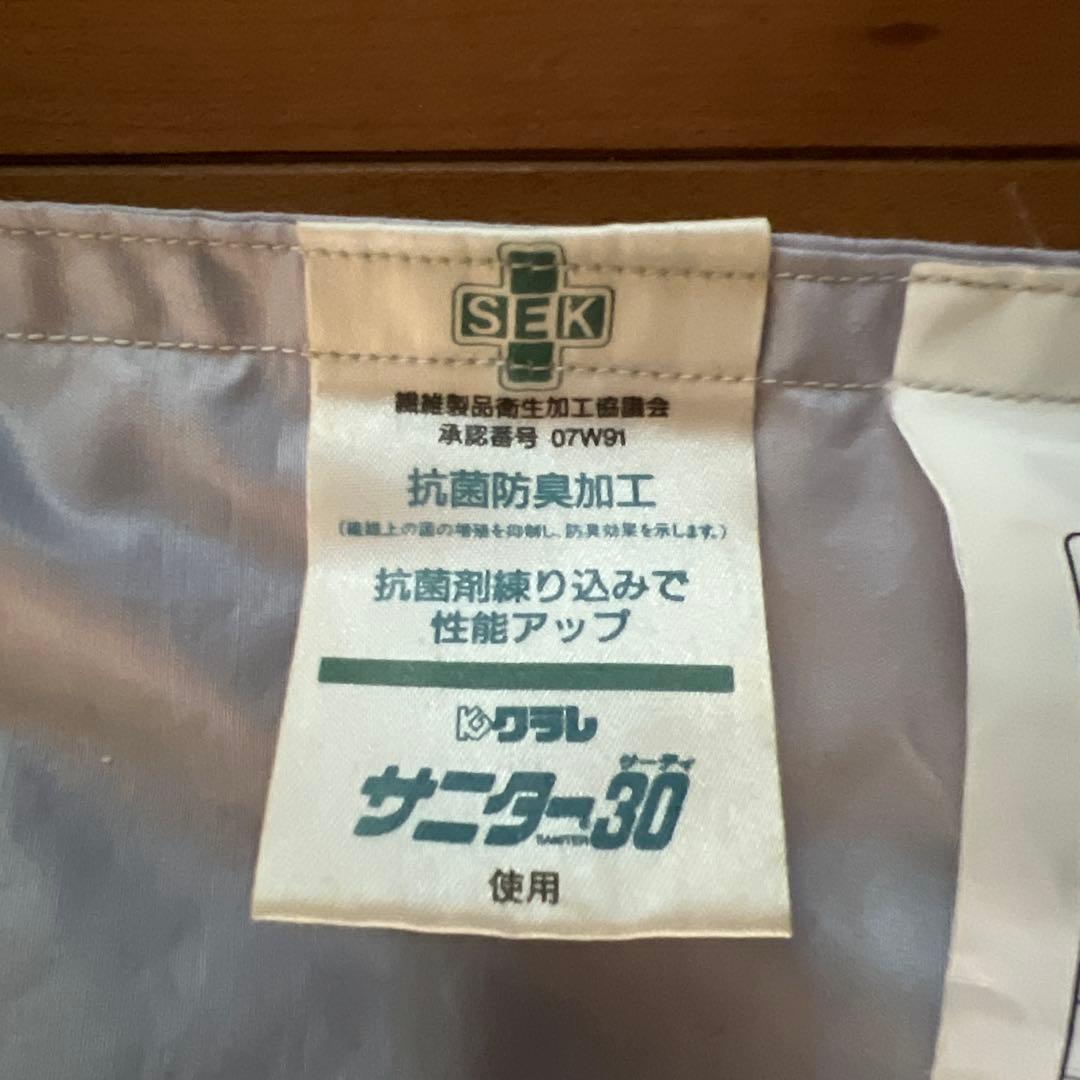 SEK
繊維製品衛生加工協議会
承認番号 07W91
抗菌防臭加工
(繊維上の菌の増殖を抑制し、防臭効果を示します。)
抗菌剤練り込みで
性能アップ
クラレ
サーティ
サニター30
SANITER
使用